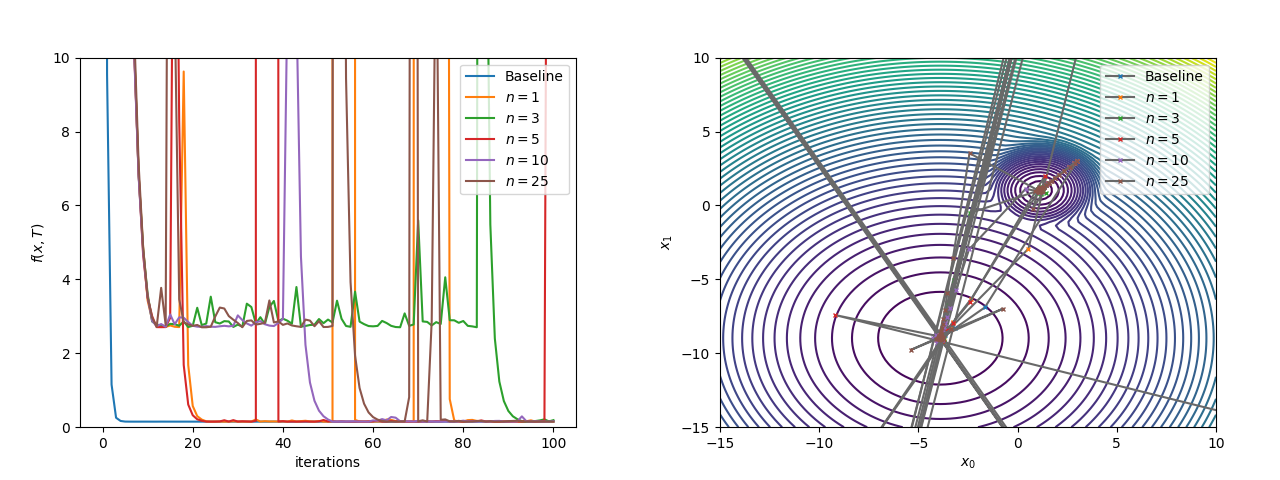 10
8
6
4
2
0
0
20
40
60
80
100
iterations
f(x, T)
Baseline
n = 1
n = 3
n = 5
n = 10
n = 25
10
5
0
−5
−10
−15
−15
−10
−5
0
5
10
x₀
x₁
Baseline
n = 1
n = 3
n = 5
n = 10
n = 25